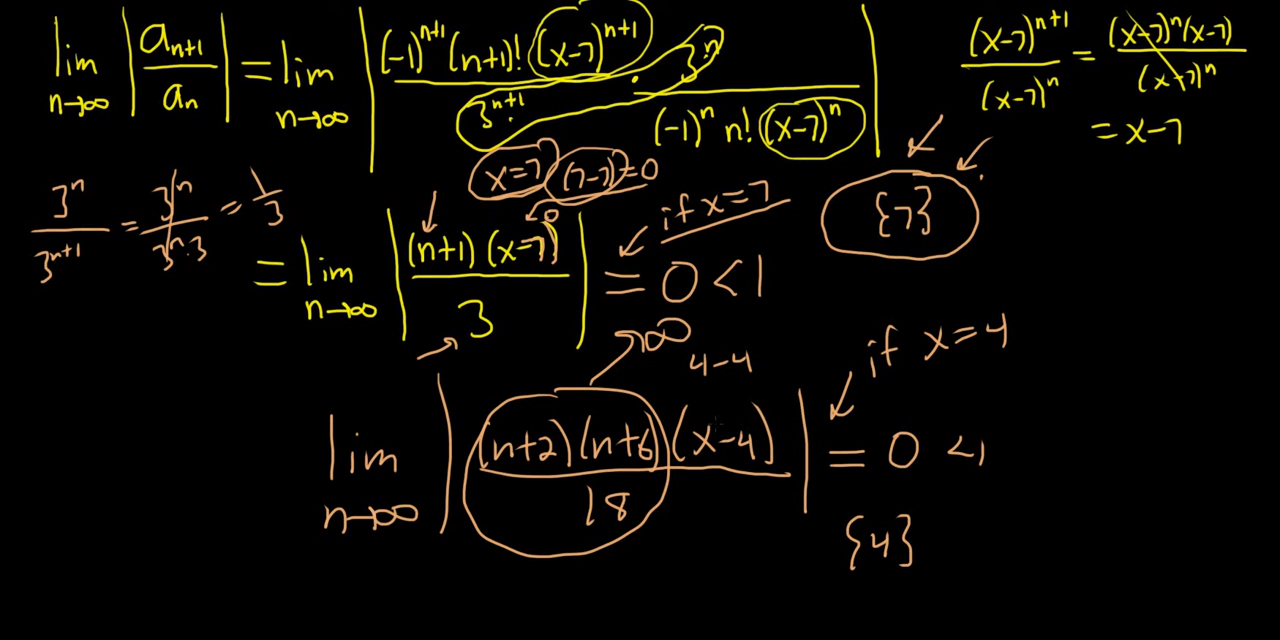 lim n→∞ |a_{n+1} / a_n| = lim n→∞ |(-1)^{n+1} (n+1)! (x-7)^{n+1} / 3^{n+1} · 3^n / (-1)^n n! (x-7)^n|
(x-7)^{n+1} / (x-7)^n = (x-7)^n (x-7) / (x-7)^n
= x-7
x=7 (7-7)=0
3^n / 3^{n+1} = 3^n / 3^n·3 = 1/3
= lim n→∞ |(n+1) (x-7) / 3| = 0 < 1
0
if x=7
{7}
∞
4-4
if x=4
lim n→∞ |(n+2)(n+6)(x-4) / 18| = 0 <1
{4}